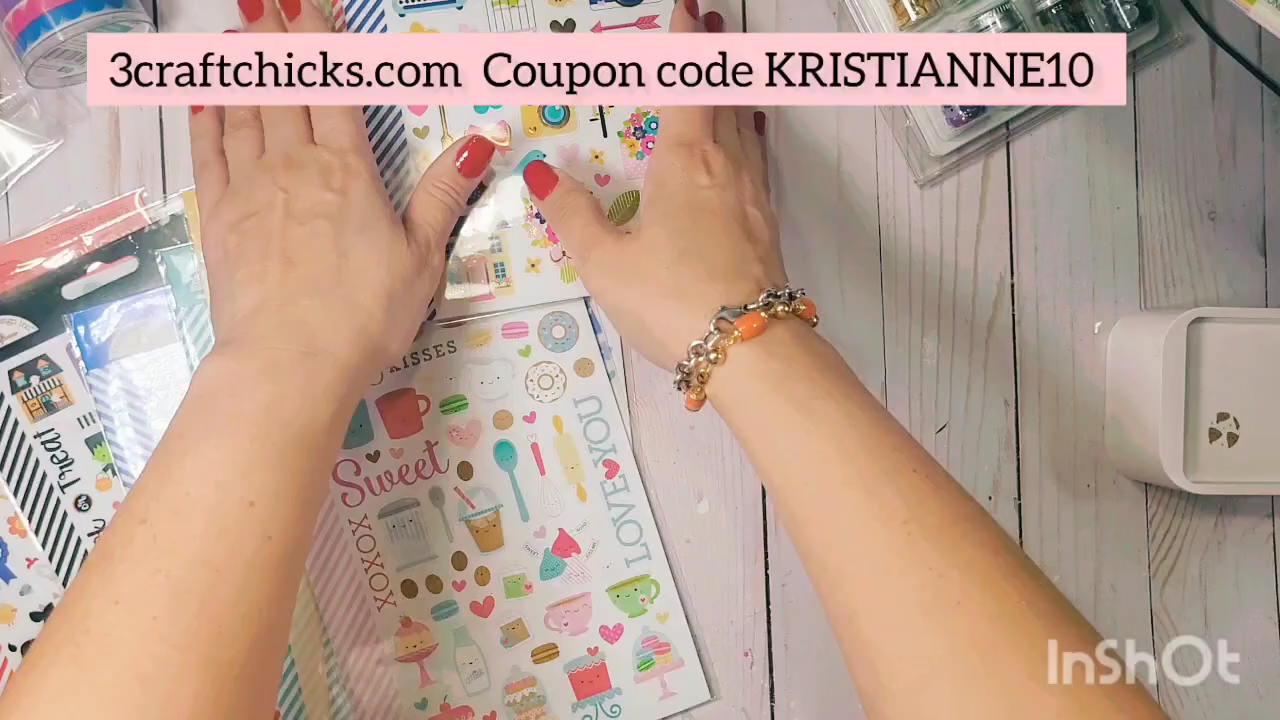 3craftchicks.com Coupon code KRISTIANNE10
KISSES
Sweet
LOVE YOU
XOXOX
Treat
InShOt